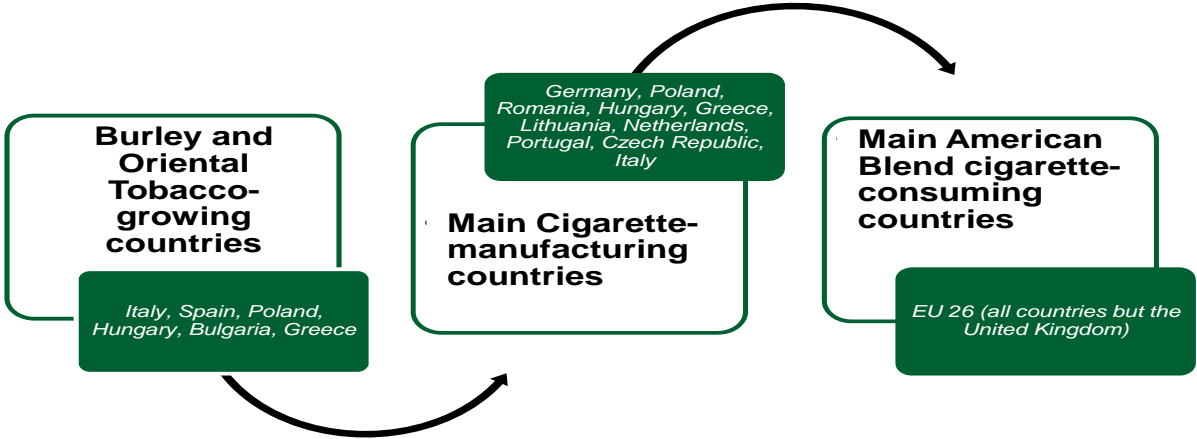 Burley and
Oriental
Tobacco-
growing
countries
Italy, Spain, Poland,
Hungary, Bulgaria, Greece
Germany, Poland,
Romania, Hungary, Greece,
Lithuania, Netherlands,
Portugal, Czech Republic,
Italy
Main Cigarette-
manufacturing
countries
Main American
Blend cigarette-
consuming
countries
EU 26 (all countries but the
United Kingdom)